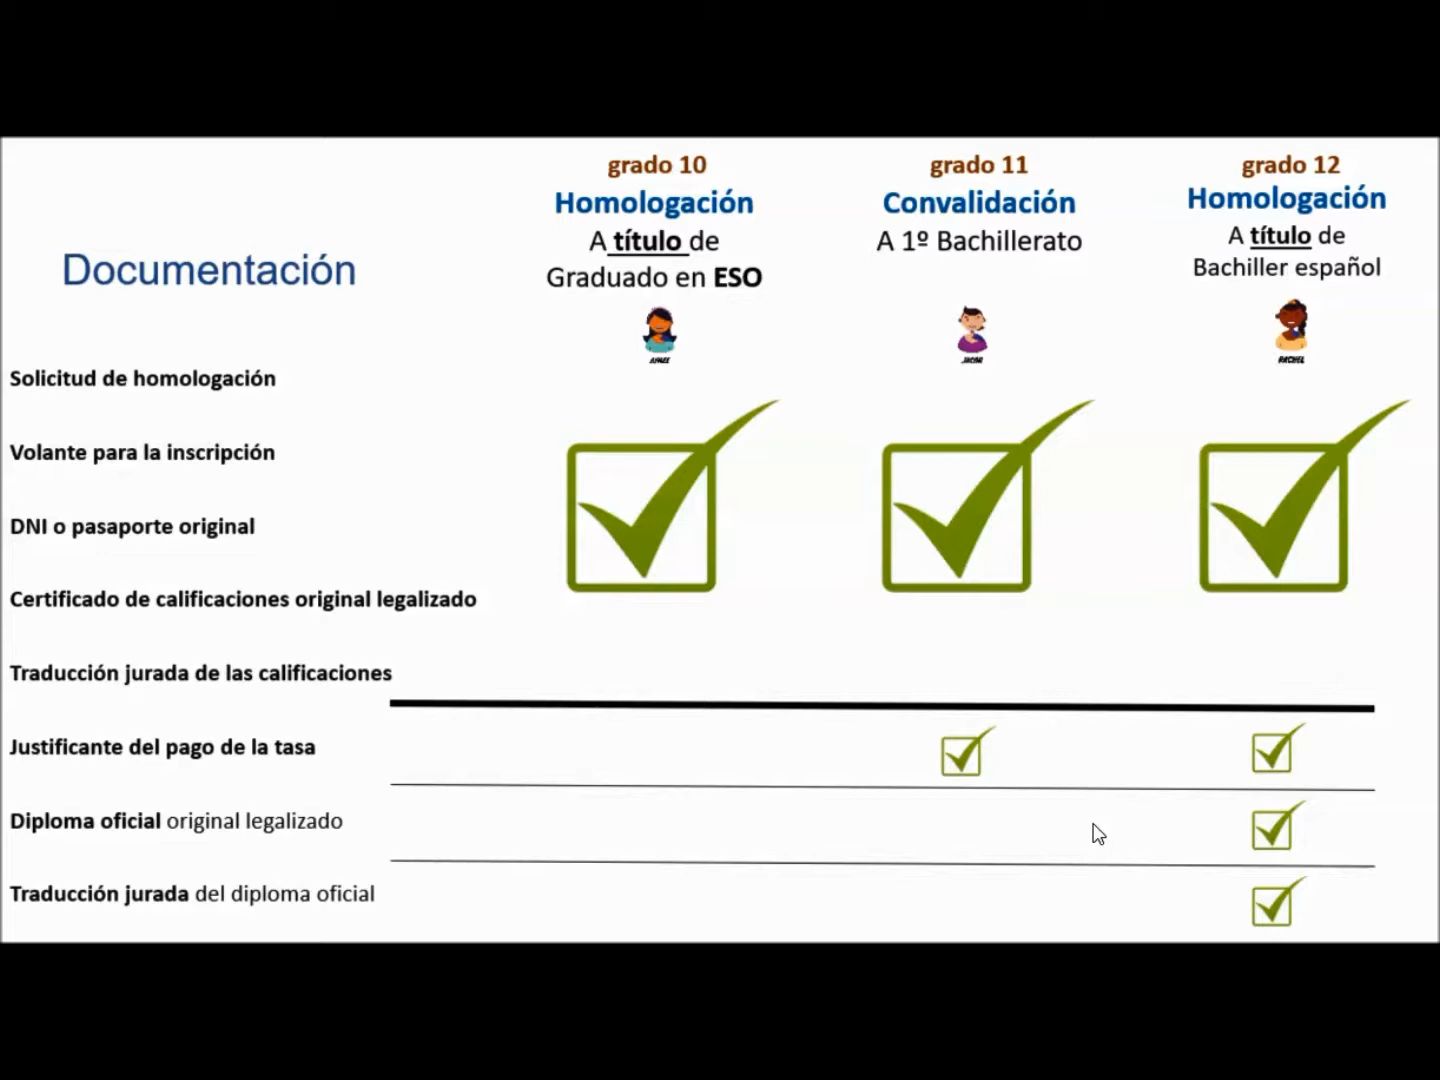 grado 10
Homologación
A título de
Graduado en ESO
grado 11
Convalidación
A 1º Bachillerato
grado 12
Homologación
A título de
Bachiller español
Documentación
RACHEL
Solicitud de homologación
Volante para la inscripción
DNI o pasaporte original
Certificado de calificaciones original legalizado
Traducción jurada de las calificaciones
Justificante del pago de la tasa
Diploma oficial original legalizado
Traducción jurada del diploma oficial